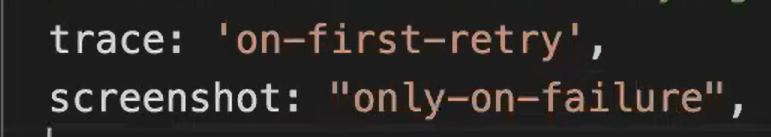 trace: 'on-first-retry',
screenshot: "only-on-failure",